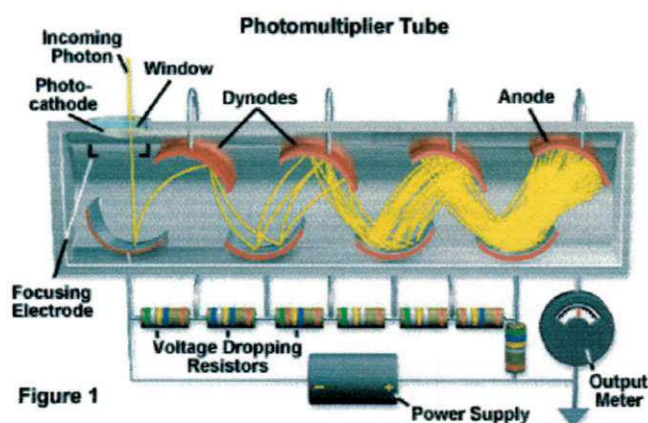 Photomultiplier Tube
Incoming
Photon
Window
Photo-
cathode
Dynodes
Anode
Focusing
Electrode
Voltage Dropping
Resistors
Figure 1
−
+
Power Supply
Output
Meter